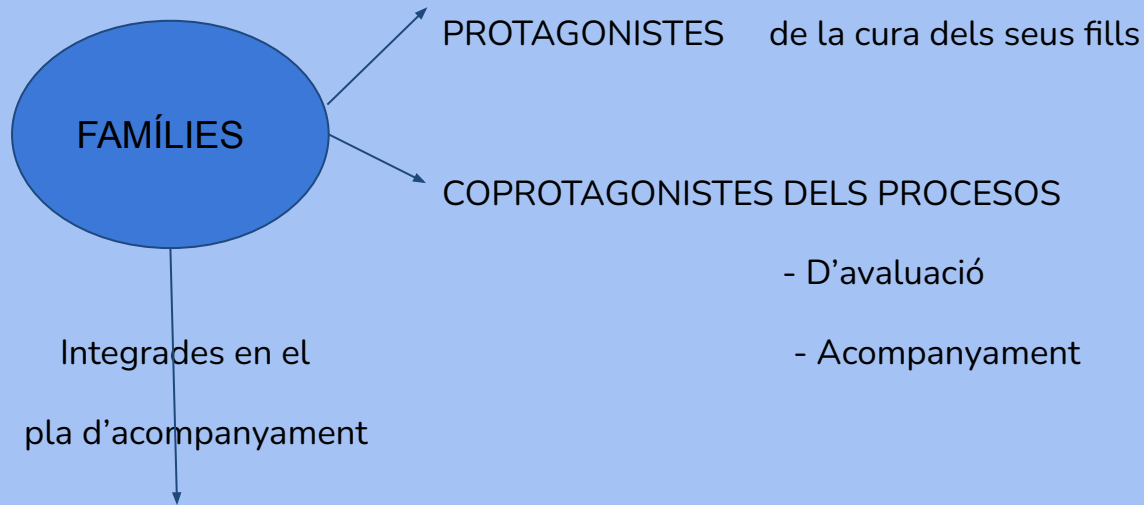 PROTAGONISTES de la cura dels seus fills
FAMÍLIES
COPROTAGONISTES DELS PROCESOS
- D’avaluació
- Acompanyament
Integrades en el
pla d’acompanyament